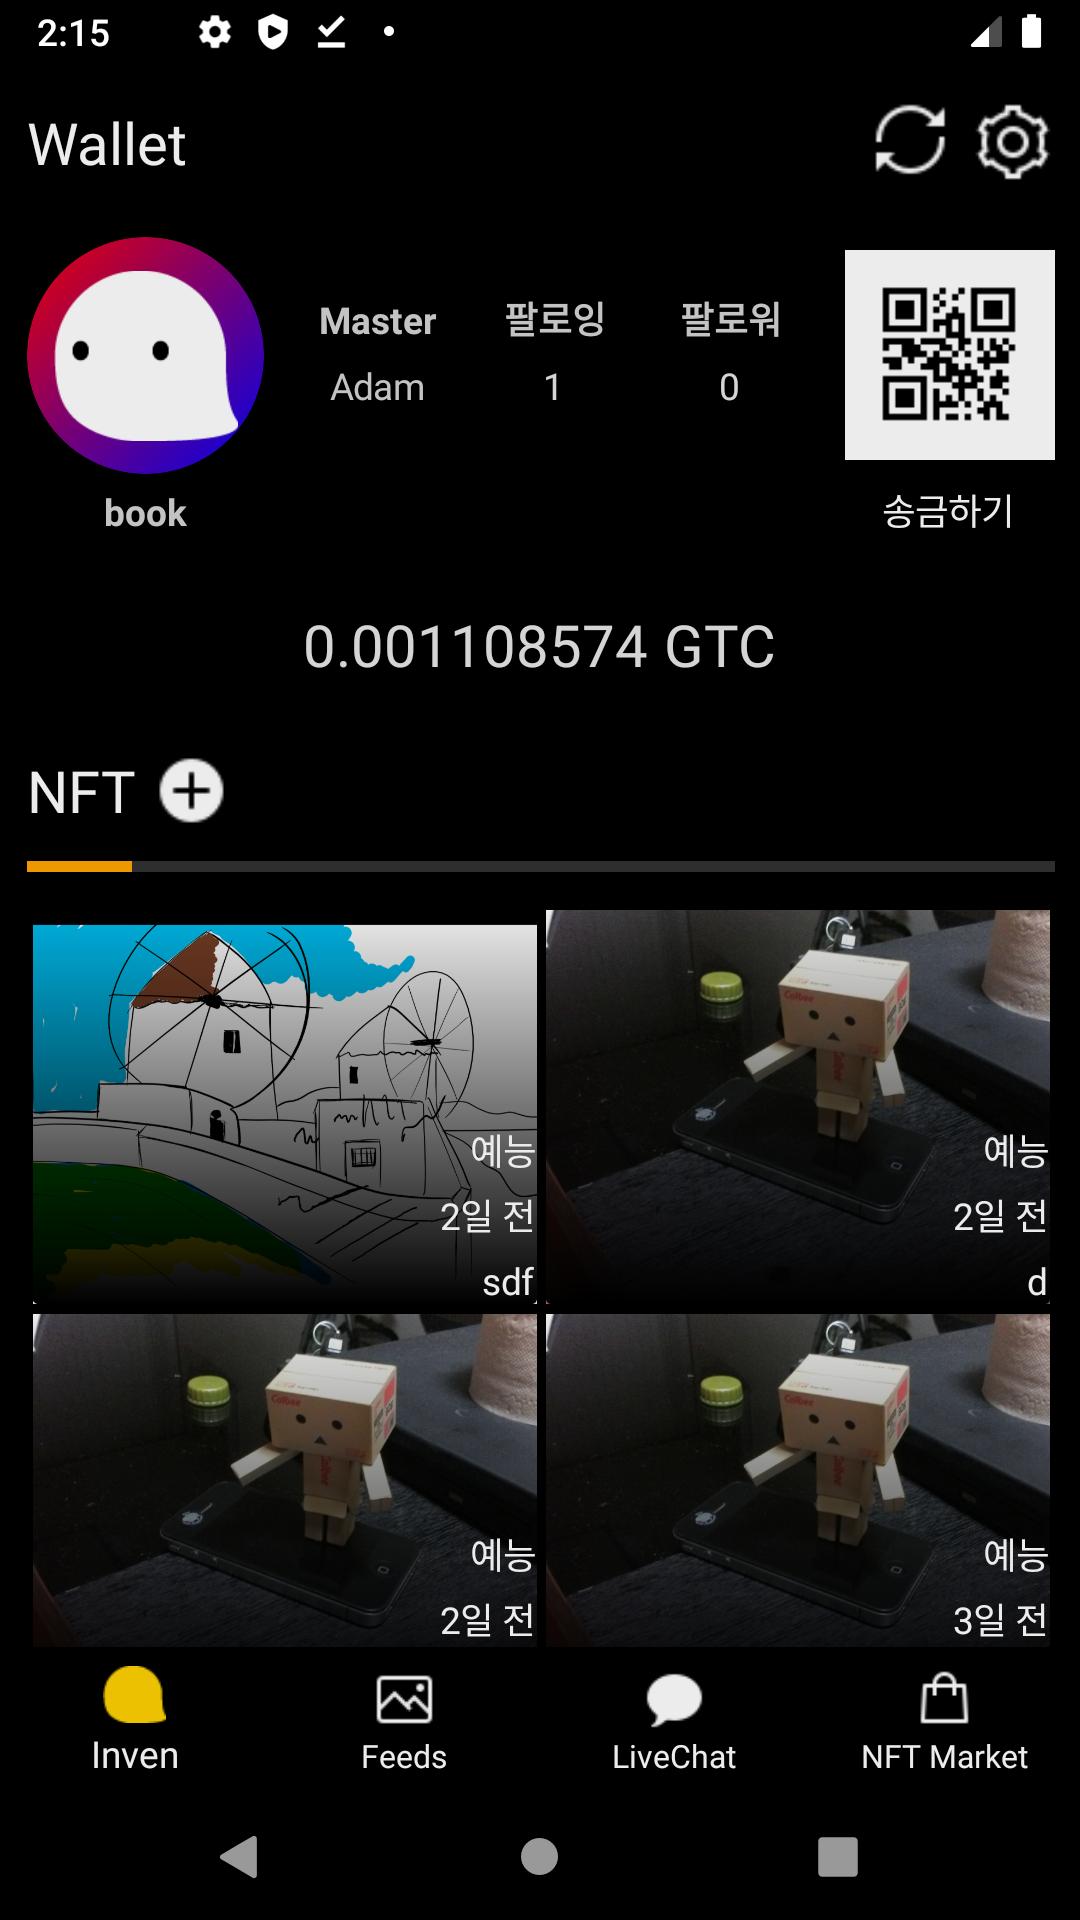 2:15
Wallet
Master 팔로잉 팔로워
Adam 1 0
book
송금하기
0.001108574 GTC
NFT
예능
2일 전
sdf
예능
2일 전
d
예능
2일 전
예능
3일 전
Inven
Feeds
LiveChat
NFT Market